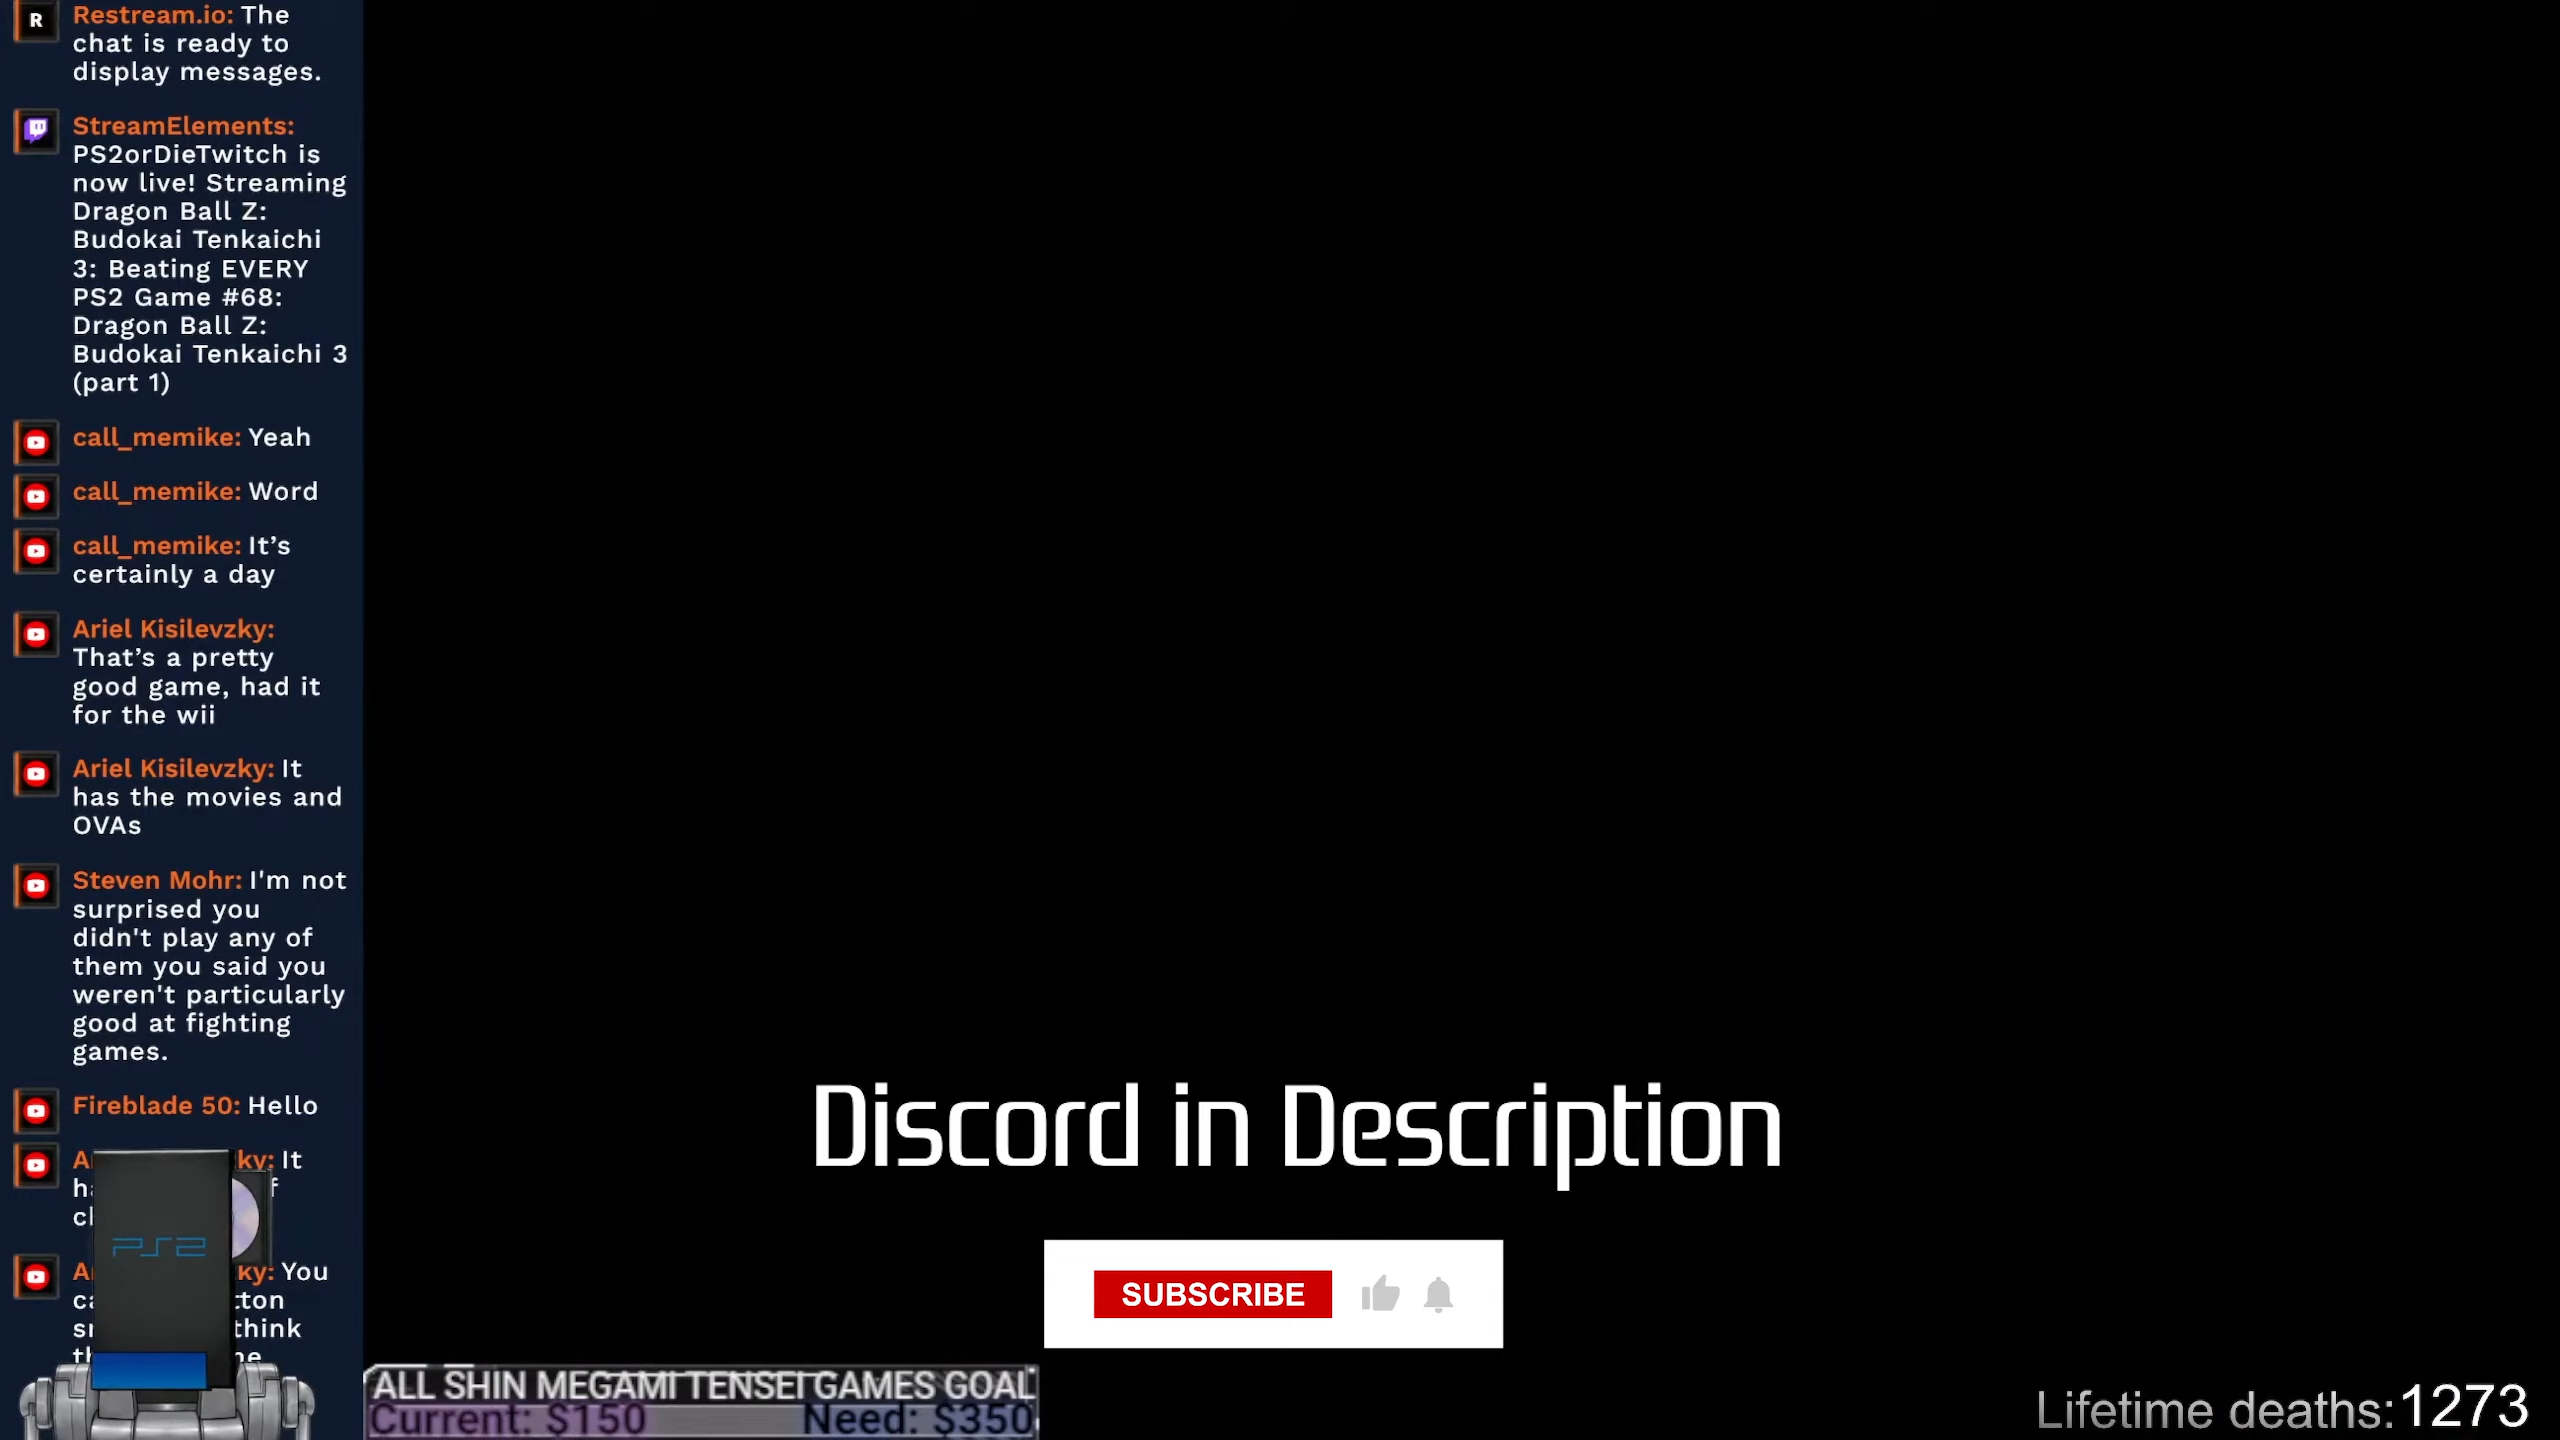 R
Restream.io: The
chat is ready to
display messages.
StreamElements:
PS2orDieTwitch is
now live! Streaming
Dragon Ball Z:
Budokai Tenkaichi
3: Beating EVERY
PS2 Game #68:
Dragon Ball Z:
Budokai Tenkaichi 3
(part 1)
call_memike: Yeah
call_memike: Word
call_memike: It’s
certainly a day
Ariel Kisilevzky:
That’s a pretty
good game, had it
for the wii
Ariel Kisilevzky: It
has the movies and
OVAs
Steven Mohr: I'm not
surprised you
didn't play any of
them you said you
weren't particularly
good at fighting
games.
Fireblade 50: Hello
It
You
think
PS2
Discord in Description
SUBSCRIBE
ALL SHIN MEGAMI TENSEI GAMES GOAL
Current: $150 Need: $350
Lifetime deaths:1273